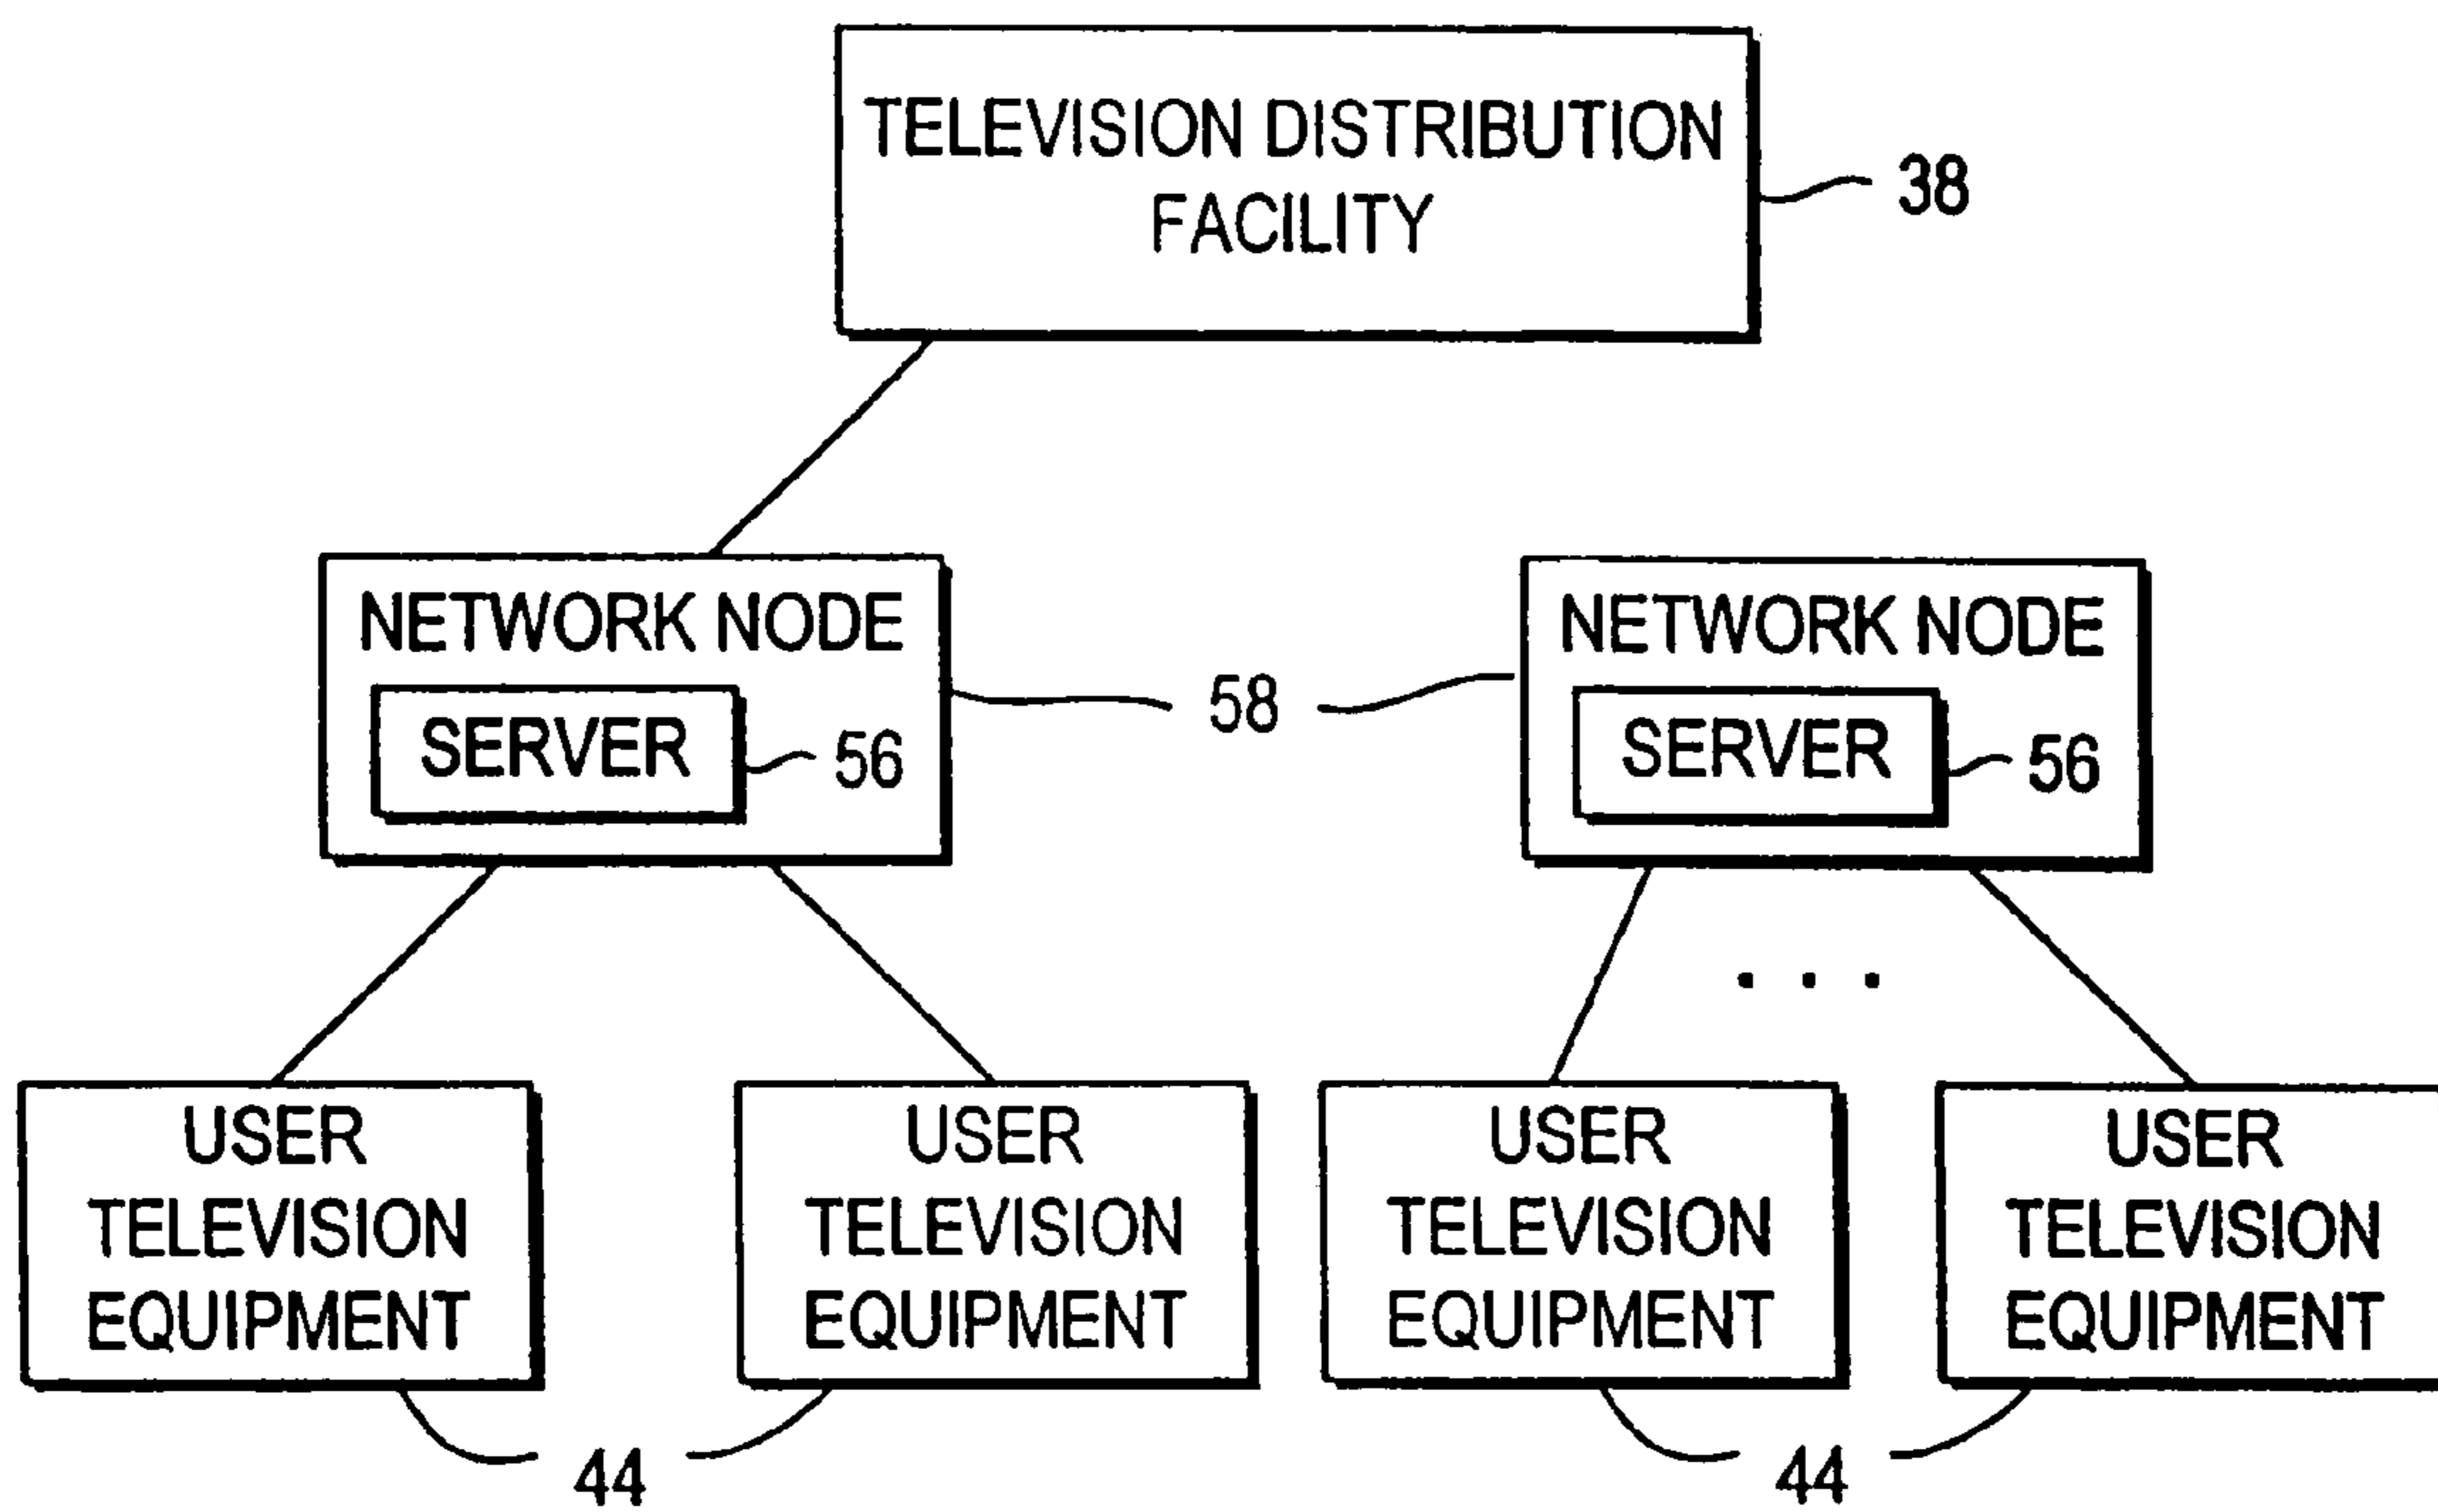 TELEVISION DISTRIBUTION
FACILITY
38
NETWORK NODE
SERVER
56
58
NETWORK NODE
SERVER
56
USER
TELEVISION
EQUIPMENT
USER
TELEVISION
EQUIPMENT
USER
TELEVISION
EQUIPMENT
. . .
USER
TELEVISION
EQUIPMENT
44
44